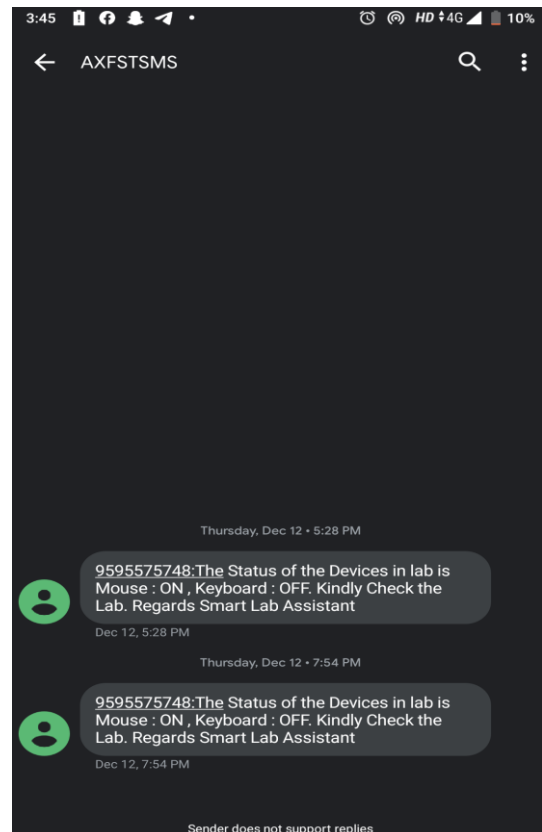 3:45 HD 4G 10%
AXFSTSMS
Thursday, Dec 12 • 5:28 PM
9595575748:The Status of the Devices in lab is
Mouse : ON , Keyboard : OFF. Kindly Check the
Lab. Regards Smart Lab Assistant
Dec 12, 5:28 PM
Thursday, Dec 12 • 7:54 PM
9595575748:The Status of the Devices in lab is
Mouse : ON , Keyboard : OFF. Kindly Check the
Lab. Regards Smart Lab Assistant
Dec 12, 7:54 PM
Sender does not support replies